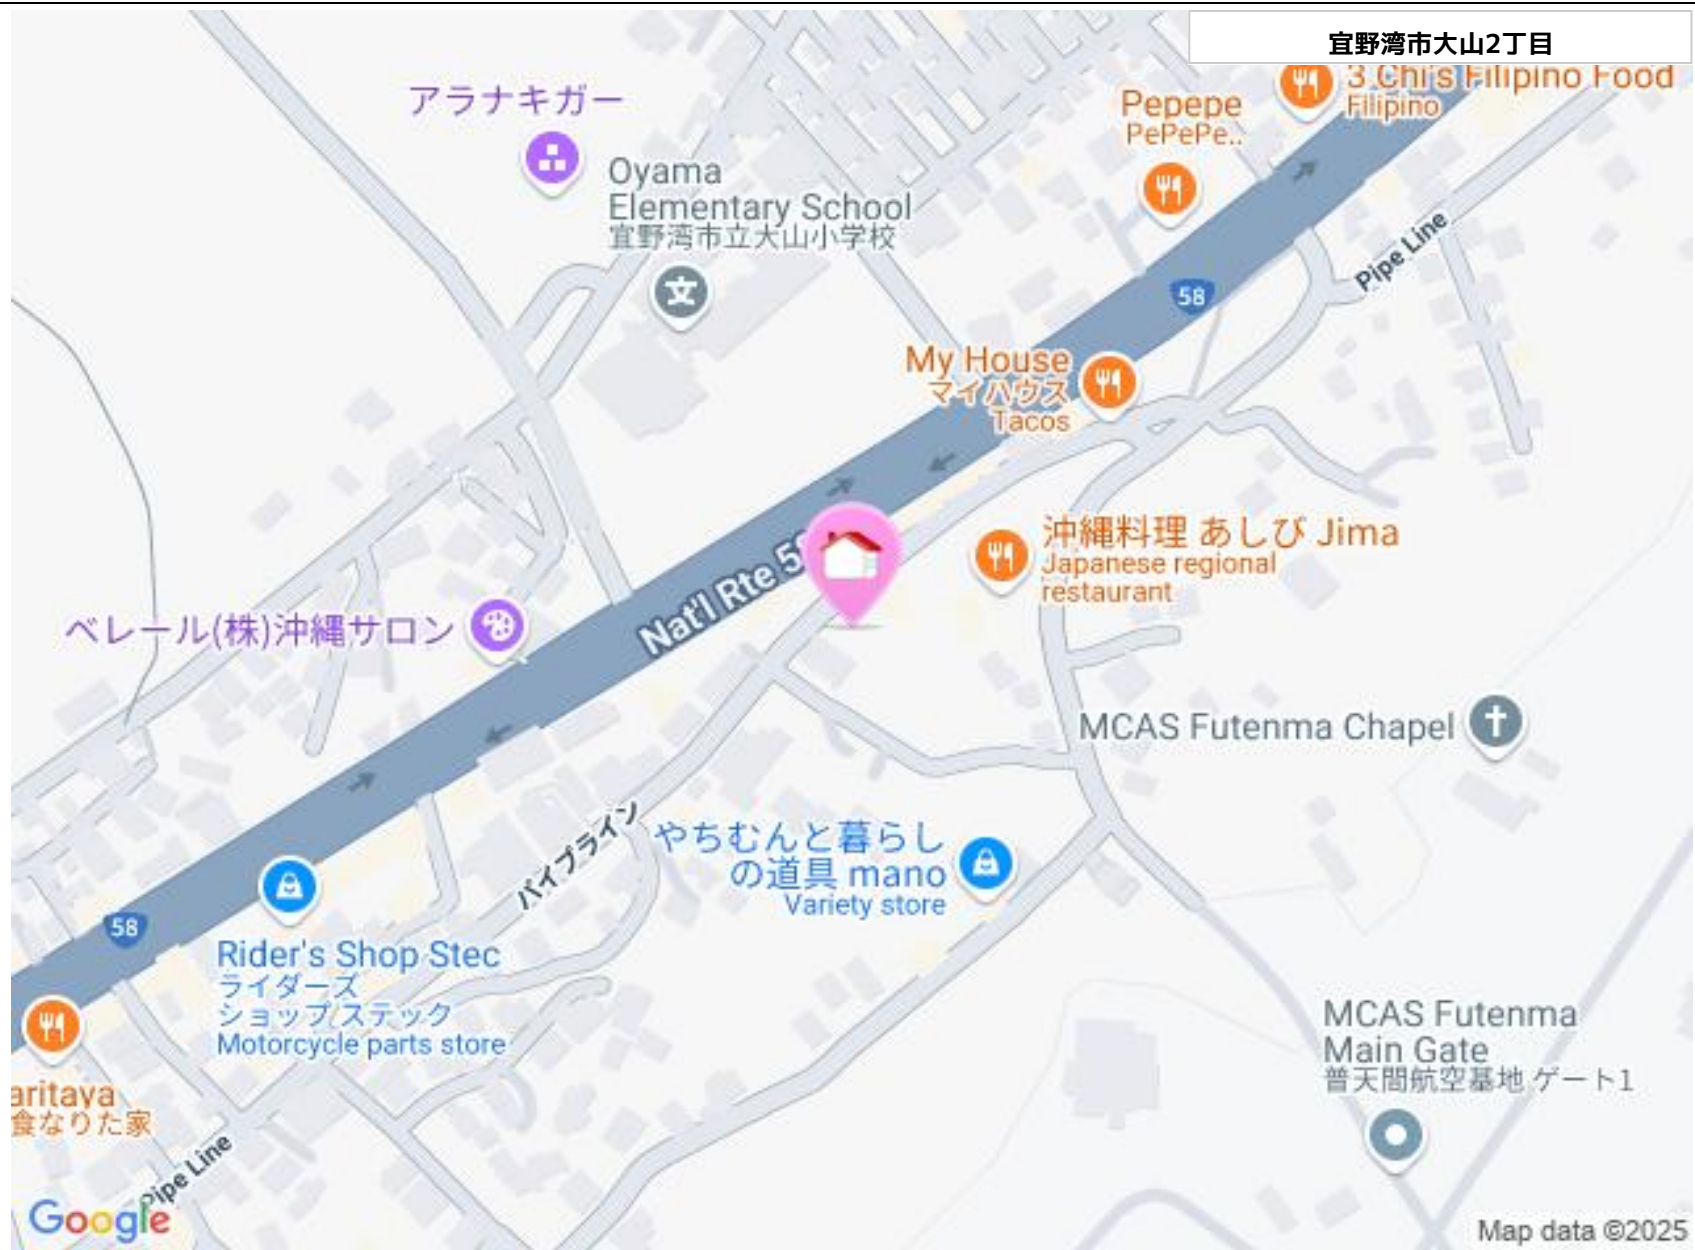 宜野湾市大山2丁目
3 Chi's Filipino Food
Filipino
アラナキガー
Pepepe
PePePe..
Oyama
Elementary School
宜野湾市立大山小学校
文
Pipe Line
58
My House
マイハウス
Tacos
沖縄料理 あしび Jima
Japanese regional
restaurant
Nat'l Rte 58
ベレール(株)沖縄サロン
MCAS Futenma Chapel
パイプライン
やちむんと暮らし
の道具 mano
Variety store
58
Rider's Shop Stec
ライダーズ
ショップ ステック
Motorcycle parts store
MCAS Futenma
Main Gate
普天間航空基地 ゲート1
aritaya
食なりた家
Pipe Line
Google
Map data ©2025